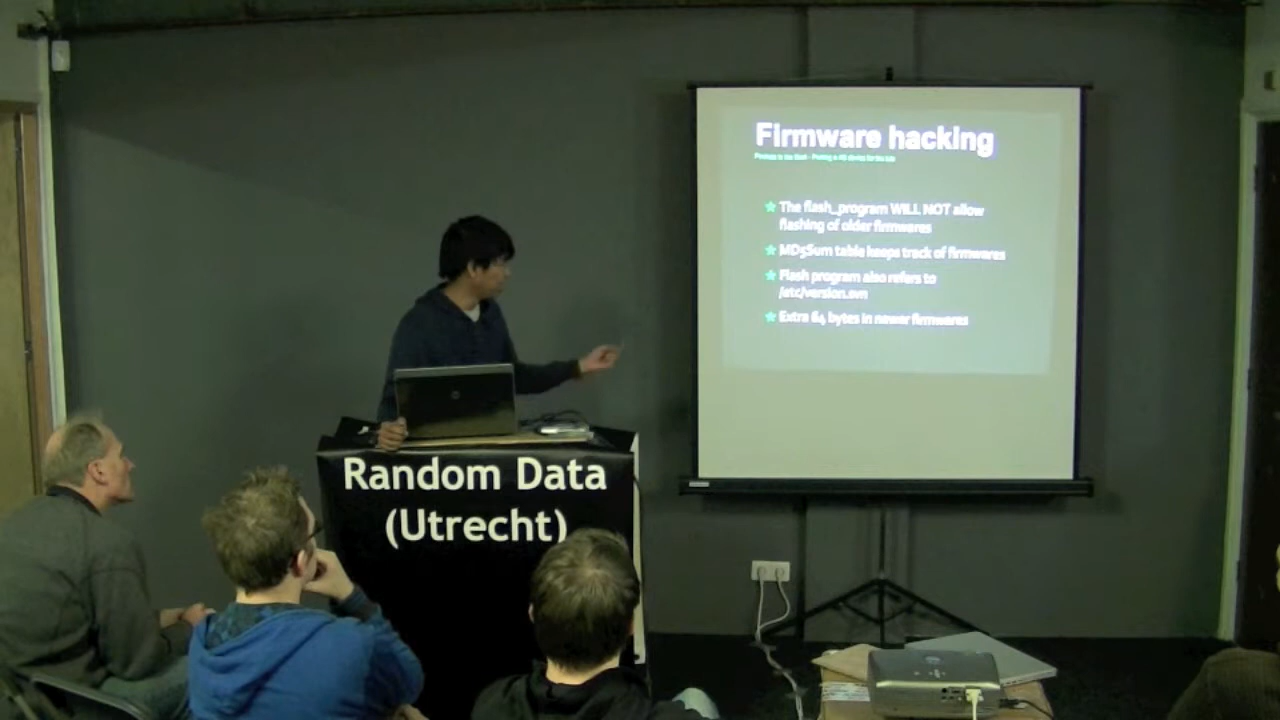 Firmware hacking
The flash_program WILL NOT allow
flashing of older firmwares
MD5Sum table keeps track of firmwares
Flash program also refers to
/etc/version.svn
Extra 64 bytes in newer firmwares
Random Data
(Utrecht)